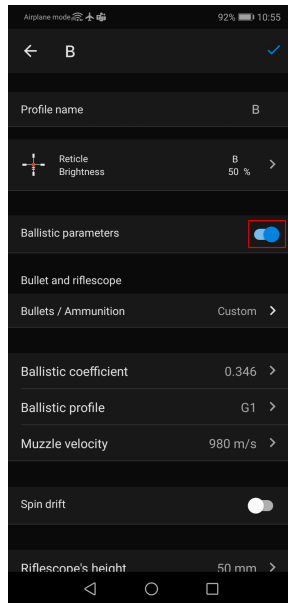 Airplane mode 92% 10:55
B
Profile name B
Reticle B
Brightness 50 %
Ballistic parameters
Bullet and riflescope
Bullets / Ammunition Custom
Ballistic coefficient 0.346
Ballistic profile G1
Muzzle velocity 980 m/s
Spin drift
Riflescope's height 50 mm